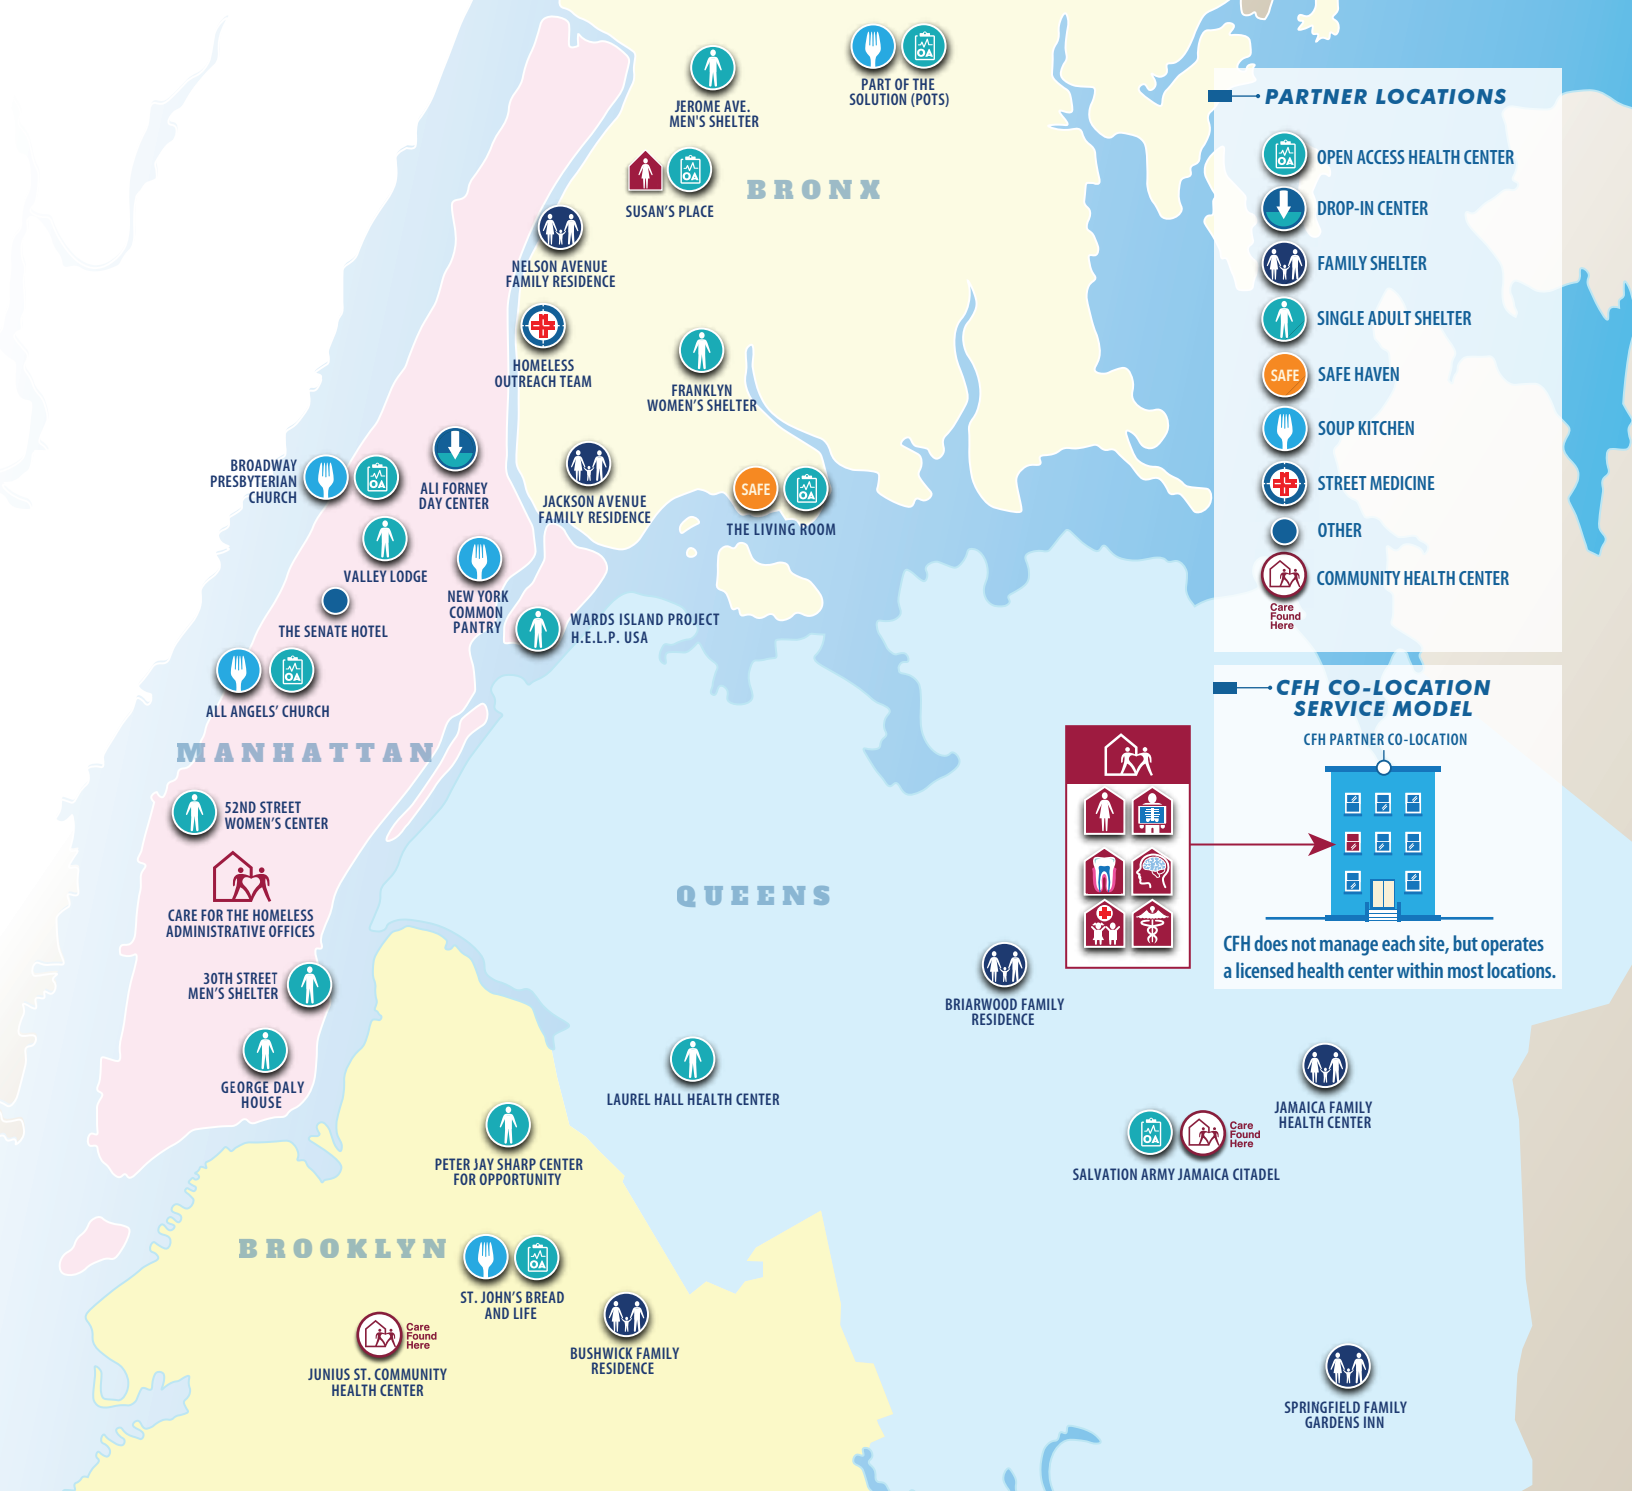 JEROME AVE.
MEN'S SHELTER
PART OF THE
SOLUTION (POTS)
OA
SUSAN'S PLACE
OA
BRONX
NELSON AVENUE
FAMILY RESIDENCE
HOMELESS
OUTREACH TEAM
FRANKLYN
WOMEN'S SHELTER
BROADWAY
PRESBYTERIAN
CHURCH
OA
ALI FORNEY
DAY CENTER
JACKSON AVENUE
FAMILY RESIDENCE
SAFE
OA
THE LIVING ROOM
VALLEY LODGE
NEW YORK
COMMON
PANTRY
THE SENATE HOTEL
WARDS ISLAND PROJECT
H.E.L.P. USA
OA
ALL ANGELS' CHURCH
MANHATTAN
52ND STREET
WOMEN'S CENTER
CARE FOR THE HOMELESS
ADMINISTRATIVE OFFICES
30TH STREET
MEN'S SHELTER
GEORGE DALY
HOUSE
QUEENS
BRIARWOOD FAMILY
RESIDENCE
LAUREL HALL HEALTH CENTER
JAMAICA FAMILY
HEALTH CENTER
OA
Care
Found
Here
SALVATION ARMY JAMAICA CITADEL
PETER JAY SHARP CENTER
FOR OPPORTUNITY
BROOKLYN
OA
ST. JOHN'S BREAD
AND LIFE
BUSHWICK FAMILY
RESIDENCE
Care
Found
Here
JUNIUS ST. COMMUNITY
HEALTH CENTER
SPRINGFIELD FAMILY
GARDENS INN
PARTNER LOCATIONS
OA
OPEN ACCESS HEALTH CENTER
DROP-IN CENTER
FAMILY SHELTER
SINGLE ADULT SHELTER
SAFE
SAFE HAVEN
SOUP KITCHEN
STREET MEDICINE
OTHER
COMMUNITY HEALTH CENTER
Care
Found
Here
CFH CO-LOCATION
SERVICE MODEL
CFH PARTNER CO-LOCATION
CFH does not manage each site, but operates
a licensed health center within most locations.